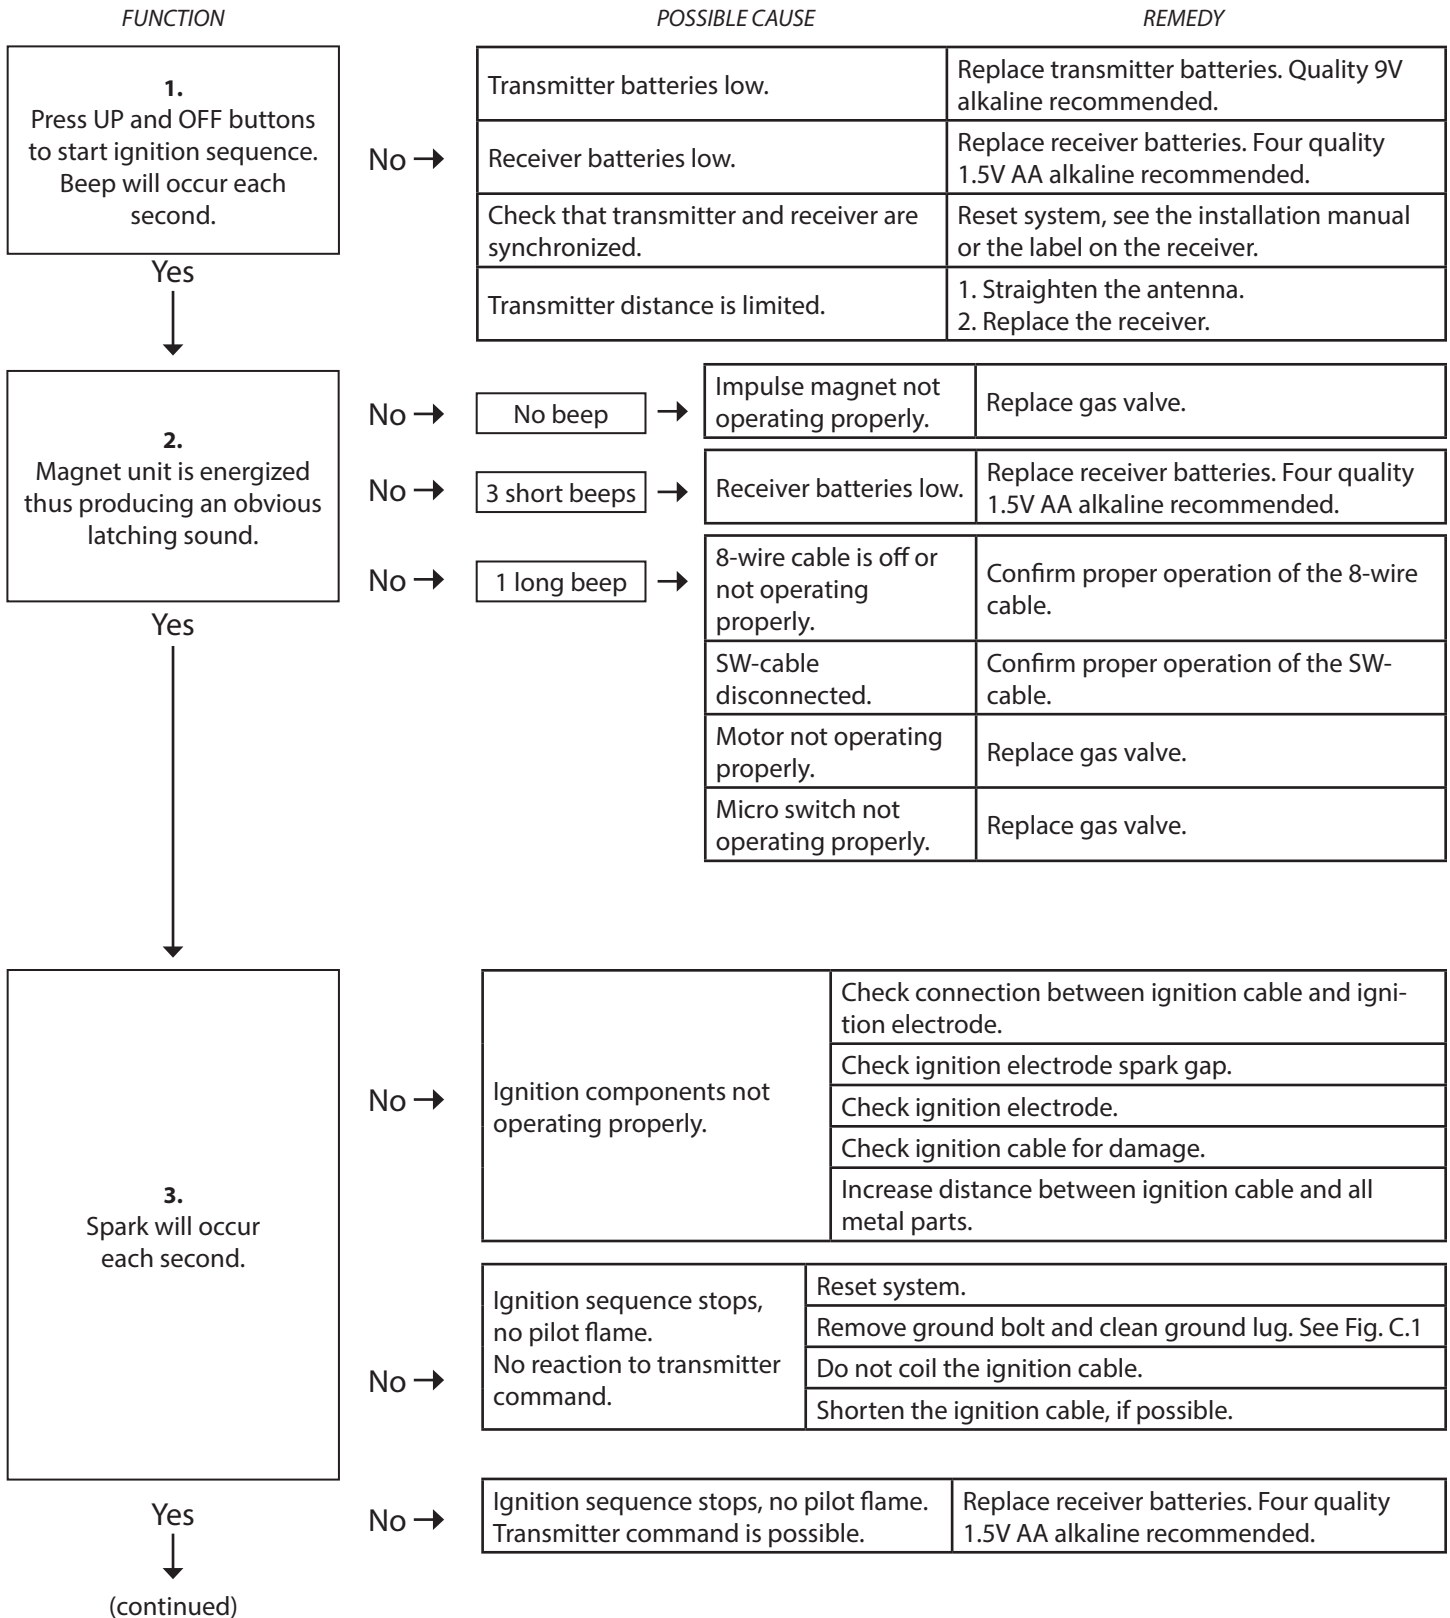 FUNCTION
POSSIBLE CAUSE
REMEDY
1.
Press UP and OFF buttons
to start ignition sequence.
Beep will occur each
second.
No →
Transmitter batteries low.
Replace transmitter batteries. Quality 9V
alkaline recommended.
Receiver batteries low.
Replace receiver batteries. Four quality
1.5V AA alkaline recommended.
Check that transmitter and receiver are
synchronized.
Reset system, see the installation manual
or the label on the receiver.
Transmitter distance is limited.
1. Straighten the antenna.
2. Replace the receiver.
Yes
2.
Magnet unit is energized
thus producing an obvious
latching sound.
No →
No beep
Impulse magnet not
operating properly.
Replace gas valve.
No →
3 short beeps
Receiver batteries low.
Replace receiver batteries. Four quality
1.5V AA alkaline recommended.
No →
1 long beep
8-wire cable is off or
not operating
properly.
Confirm proper operation of the 8-wire
cable.
SW-cable
disconnected.
Confirm proper operation of the SW-
cable.
Motor not operating
properly.
Replace gas valve.
Micro switch not
operating properly.
Replace gas valve.
Yes
3.
Spark will occur
each second.
No →
Ignition components not
operating properly.
Check connection between ignition cable and igni-
tion electrode.
Check ignition electrode spark gap.
Check ignition electrode.
Check ignition cable for damage.
Increase distance between ignition cable and all
metal parts.
No →
Ignition sequence stops,
no pilot flame.
No reaction to transmitter
command.
Reset system.
Remove ground bolt and clean ground lug. See Fig. C.1
Do not coil the ignition cable.
Shorten the ignition cable, if possible.
No →
Ignition sequence stops, no pilot flame.
Transmitter command is possible.
Replace receiver batteries. Four quality
1.5V AA alkaline recommended.
Yes
(continued)